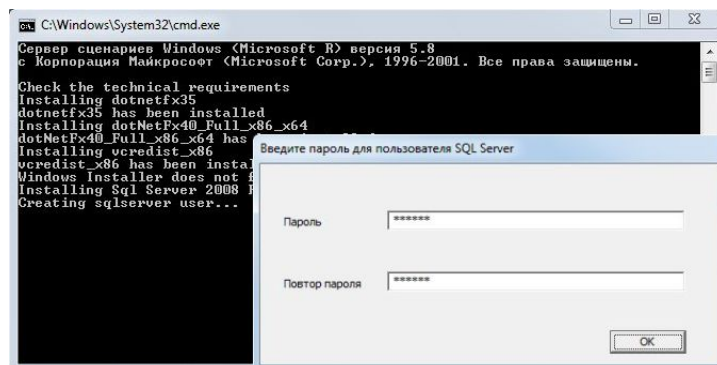 C:\Windows\System32\cmd.exe
Сервер сценариев Windows (Microsoft R) версия 5.8
с Корпорация Майкрософт (Microsoft Corp.), 1996-2001. Все права защищены.
Check the technical requirements
Installing dotnetfx35
dotnetfx35 has been installed
Installing dotNetFx40_Full_x86_x64
dotNetFx40_Full_x86_x64 has
Installing vcredist_x86
vcredist_x86 has been instal
Windows Installer does not f
Installing Sql Server 2008
Creating sqlserver user...
Введите пароль для пользователя SQL Server
Пароль
******
Повтор пароля
******
OK